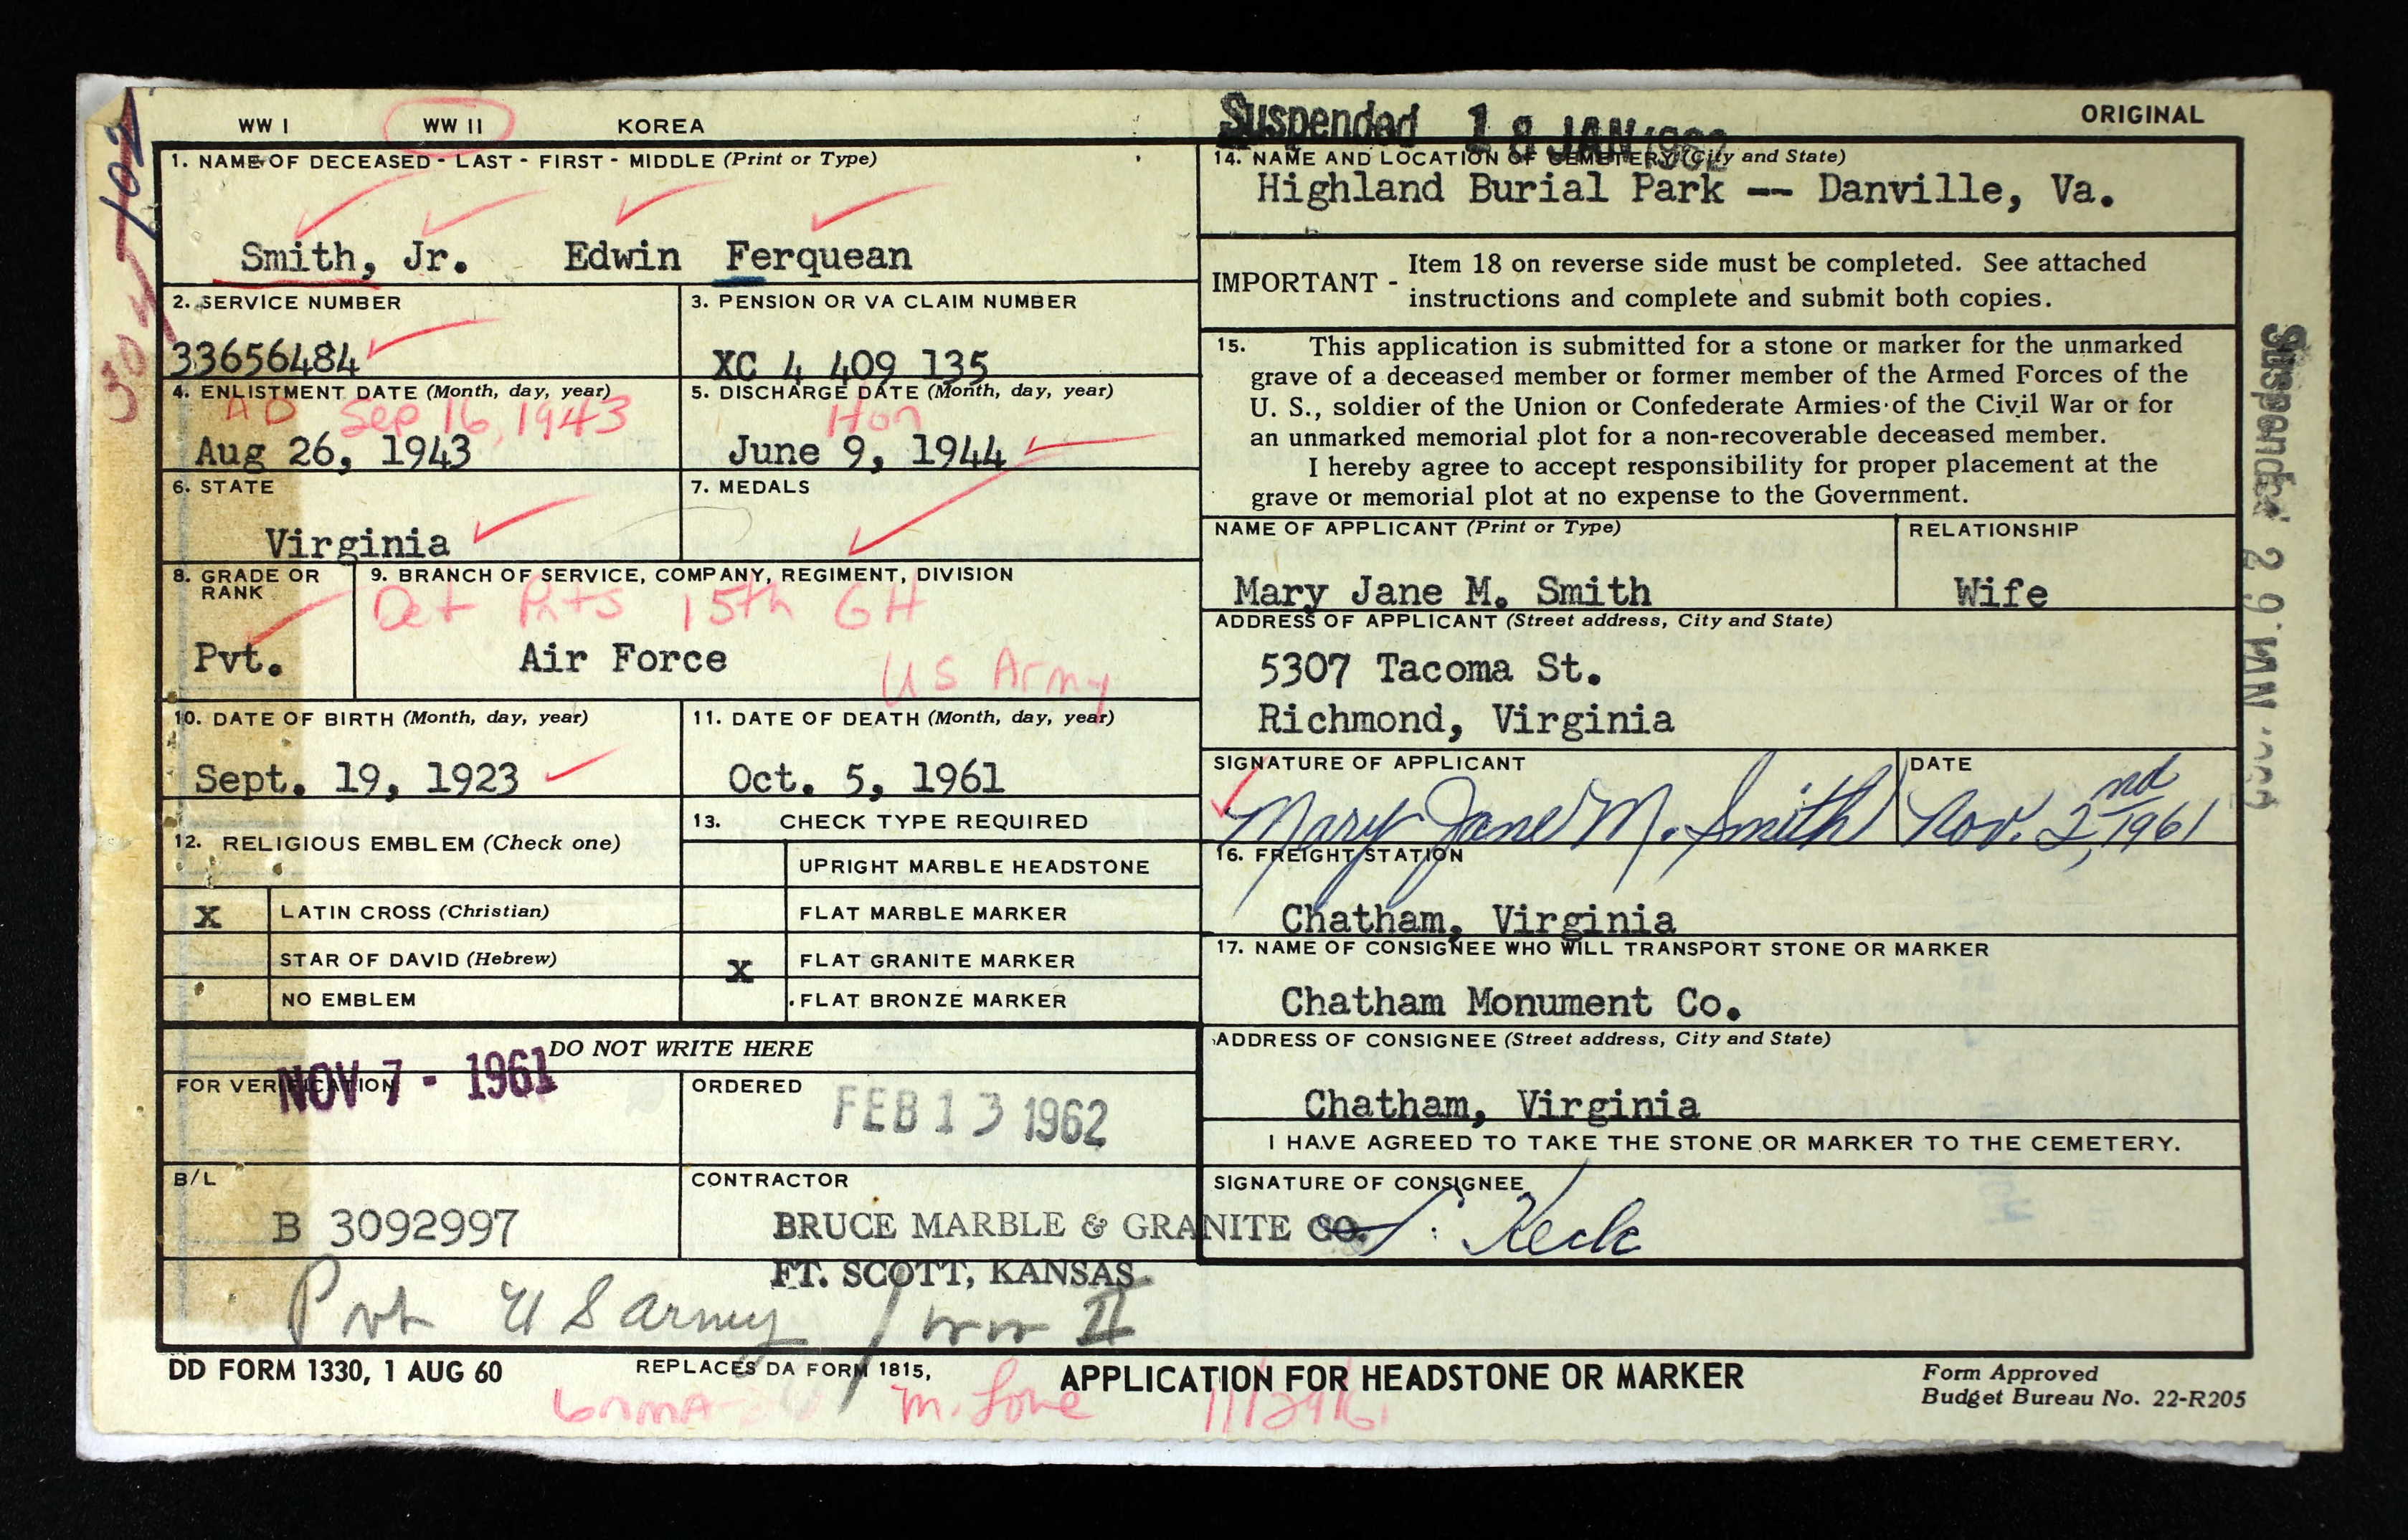 WW I WW II KOREA
Suspended 18 JAN 1962
ORIGINAL
1. NAME OF DECEASED - LAST - FIRST - MIDDLE (Print or Type)
Smith, Jr. Edwin Ferquean
2. SERVICE NUMBER
33656484
3. PENSION OR VA CLAIM NUMBER
XC 4 409 135
4. ENLISTMENT DATE (Month, day, year)
AD Sep 16, 1943
Aug 26, 1943
5. DISCHARGE DATE (Month, day, year)
Hon
June 9, 1944
6. STATE
Virginia
7. MEDALS
8. GRADE OR RANK
Pvt.
9. BRANCH OF SERVICE, COMPANY, REGIMENT, DIVISION
Det Pnts 15th GH
Air Force
US Army
10. DATE OF BIRTH (Month, day, year)
Sept. 19, 1923
11. DATE OF DEATH (Month, day, year)
Oct. 5, 1961
12. RELIGIOUS EMBLEM (Check one)
X LATIN CROSS (Christian)
STAR OF DAVID (Hebrew)
NO EMBLEM
13. CHECK TYPE REQUIRED
UPRIGHT MARBLE HEADSTONE
FLAT MARBLE MARKER
X FLAT GRANITE MARKER
FLAT BRONZE MARKER
DO NOT WRITE HERE
FOR VERIFICATION
NOV 7 - 1961
ORDERED
FEB 13 1962
B/L
B 3092997
CONTRACTOR
BRUCE MARBLE & GRANITE CO.
FT. SCOTT, KANSAS
Pvt US Army / WW II
14. NAME AND LOCATION OF CEMETERY (City and State)
Highland Burial Park -- Danville, Va.
IMPORTANT - Item 18 on reverse side must be completed. See attached
instructions and complete and submit both copies.
15. This application is submitted for a stone or marker for the unmarked
grave of a deceased member or former member of the Armed Forces of the
U. S., soldier of the Union or Confederate Armies of the Civil War or for
an unmarked memorial plot for a non-recoverable deceased member.
I hereby agree to accept responsibility for proper placement at the
grave or memorial plot at no expense to the Government.
NAME OF APPLICANT (Print or Type)
Mary Jane M. Smith
RELATIONSHIP
Wife
ADDRESS OF APPLICANT (Street address, City and State)
5307 Tacoma St.
Richmond, Virginia
SIGNATURE OF APPLICANT
Mary Jane M. Smith
DATE
Nov. 2nd, 1961
16. FREIGHT STATION
Chatham, Virginia
17. NAME OF CONSIGNEE WHO WILL TRANSPORT STONE OR MARKER
Chatham Monument Co.
ADDRESS OF CONSIGNEE (Street address, City and State)
Chatham, Virginia
I HAVE AGREED TO TAKE THE STONE OR MARKER TO THE CEMETERY.
SIGNATURE OF CONSIGNEE
Keck
DD FORM 1330, 1 AUG 60
REPLACES DA FORM 1815,
APPLICATION FOR HEADSTONE OR MARKER
Form Approved
Budget Bureau No. 22-R205
M. Love
Suspended 29 JAN
102